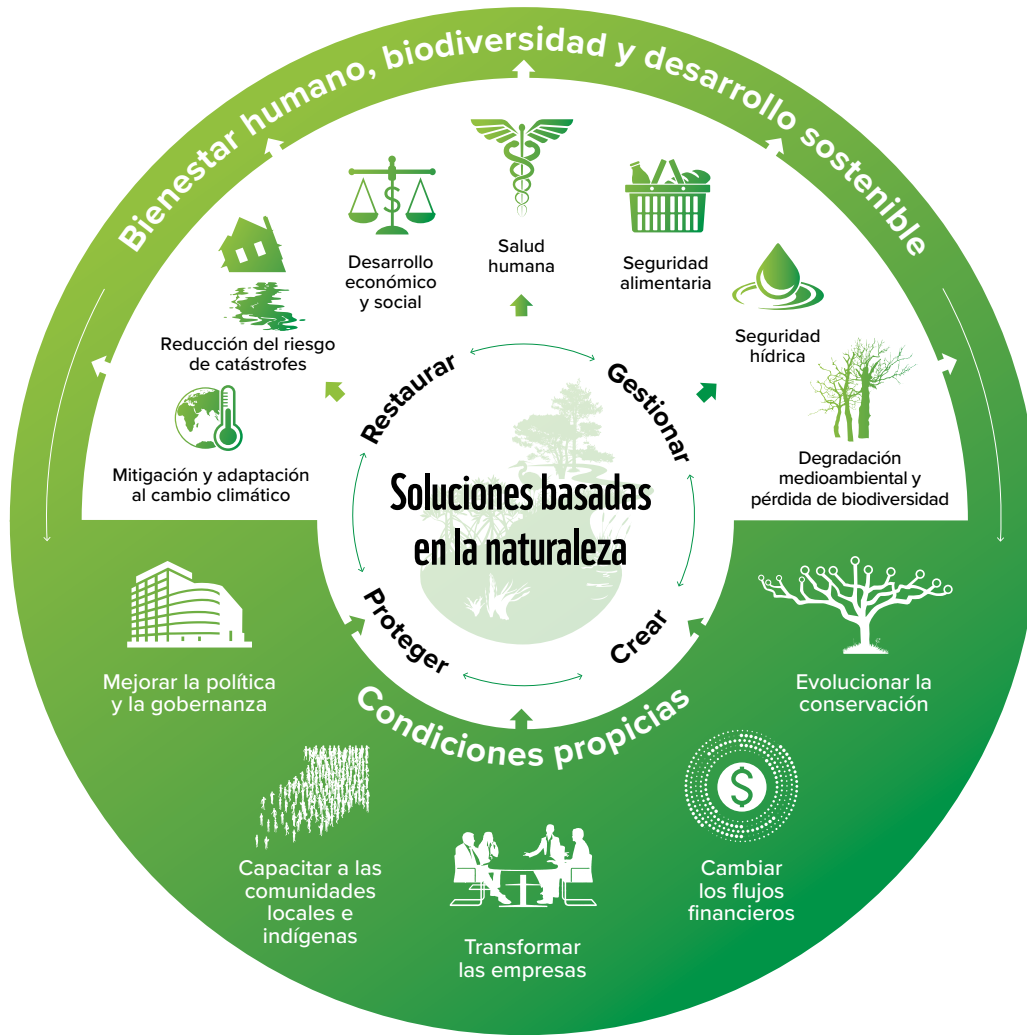 Bienestar humano, biodiversidad y desarrollo sostenible
Salud
humana
Desarrollo
económico
y social
Seguridad
alimentaria
Reducción del riesgo
de catástrofes
Seguridad
hídrica
Mitigación y adaptación
al cambio climático
Degradación
medioambiental y
pérdida de biodiversidad
Restaurar
Gestionar
Soluciones basadas
en la naturaleza
Proteger
Crear
Condiciones propicias
Mejorar la política
y la gobernanza
Evolucionar la
conservación
Capacitar a las
comunidades
locales e
indígenas
$
Cambiar
los flujos
financieros
Transformar
las empresas